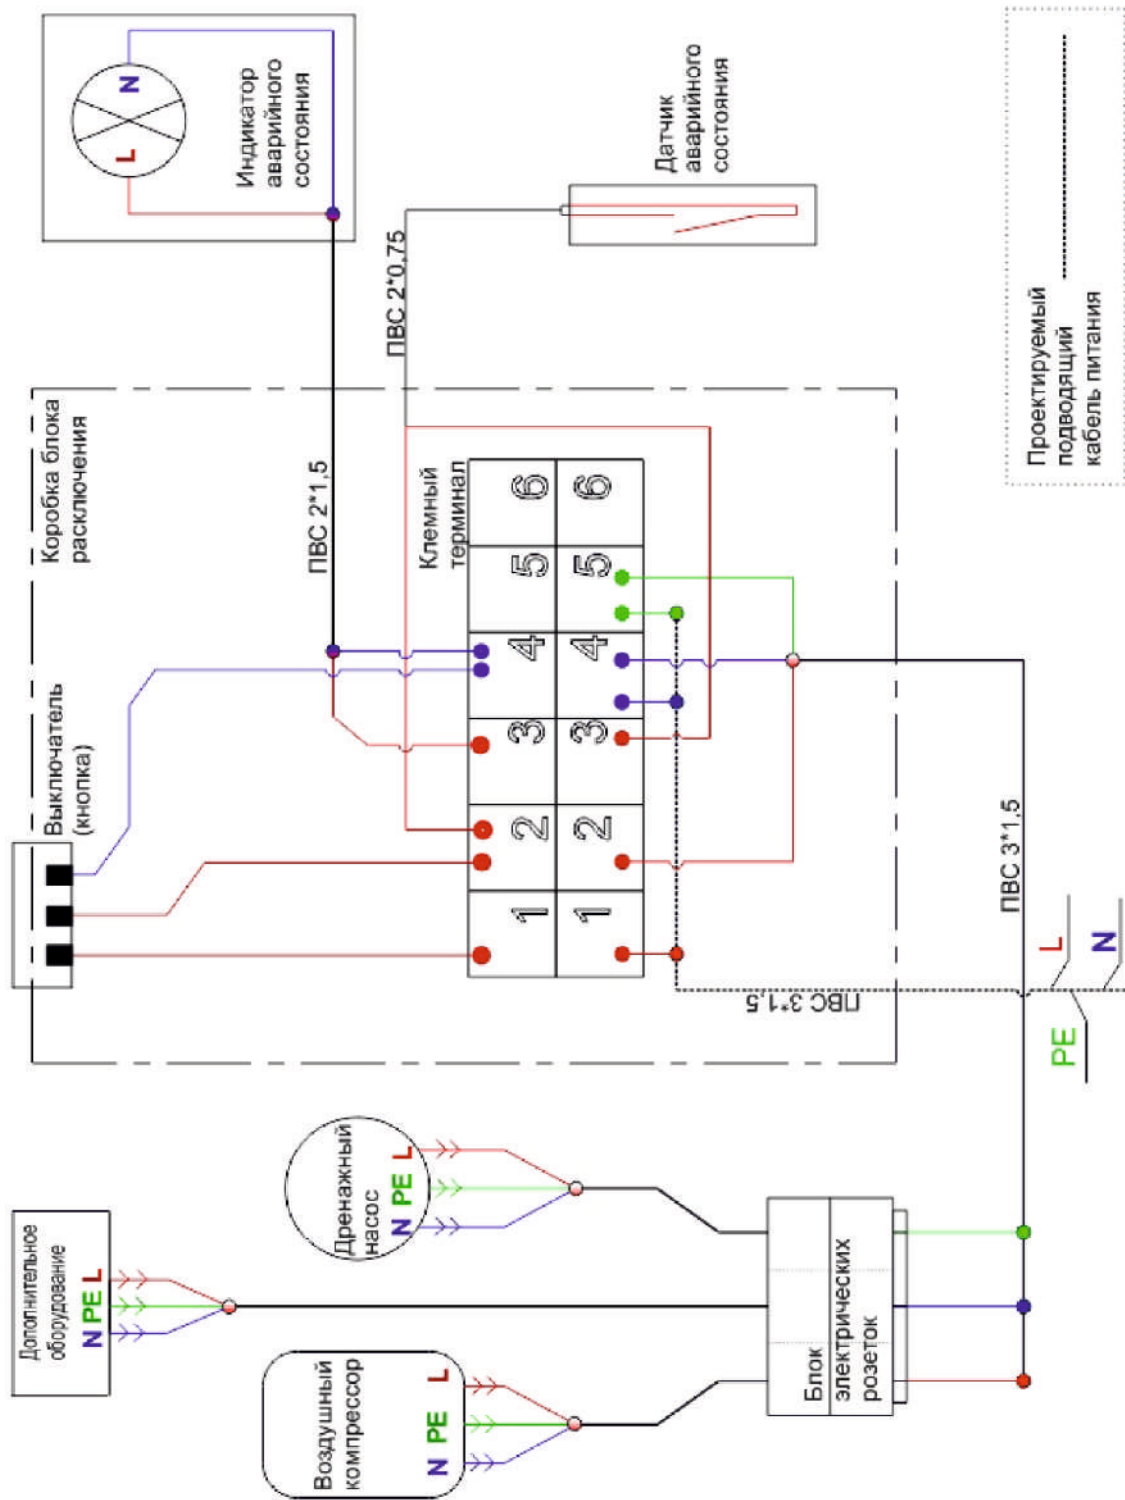 Дополнительное
оборудование
N PE L
Дренажный
насос
N PE L
Воздушный
компрессор
N PE L
Блок
электрических
розеток
Выключатель
(кнопка)
Коробка блока
расключения
ПВС 2*1,5
Клемный
терминал
1 2 3 4 5 6
1 2 3 4 5 6
ПВС 3*1,5
ПВС 3*1,5
PE
L
N
ПВС 2*0,75
L N
Индикатор
аварийного
состояния
Датчик
аварийного
состояния
Проектируемый
подводящий
кабель питания